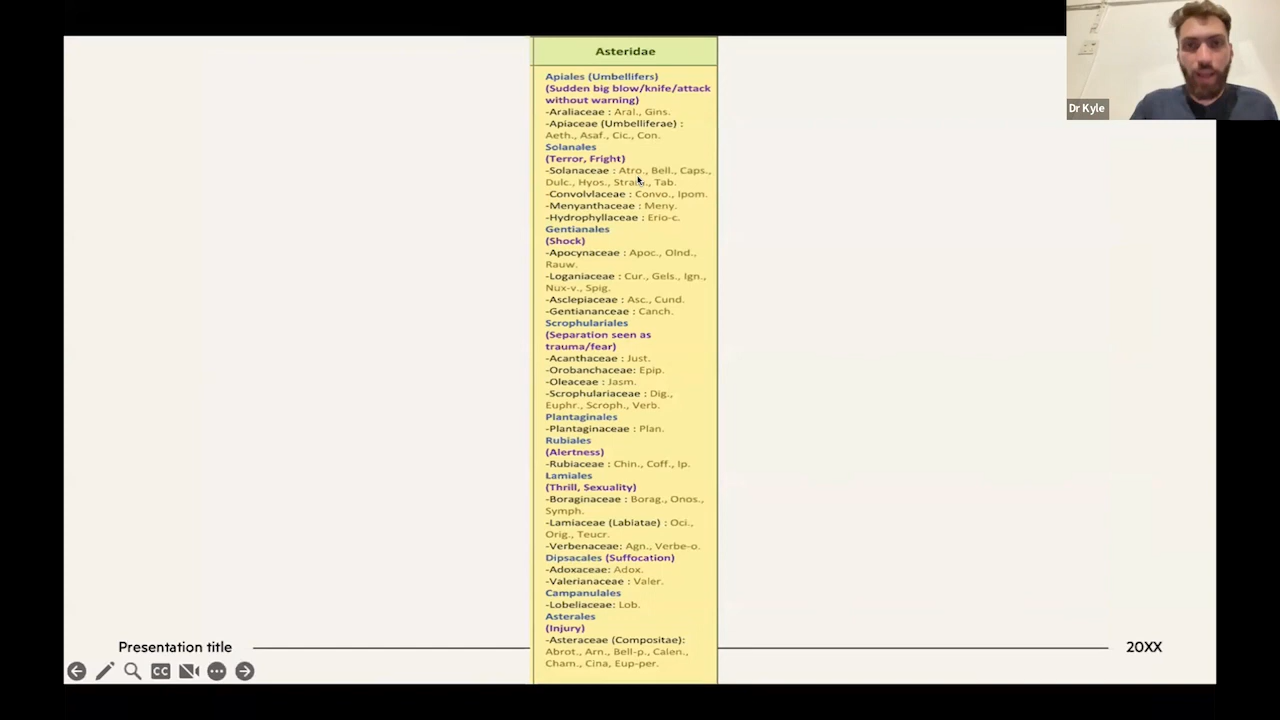 Asteridae
Apiales (Umbellifers)
(Sudden big blow/knife/attack
without warning)
-Araliaceae : Aral., Gins.
-Apiaceae (Umbelliferae) :
Aeth., Asaf., Cic., Con.
Solanales
(Terror, Fright)
-Solanaceae : Atro., Bell., Caps.,
Dulc., Hyos., Stram., Tab.
-Convolvlaceae : Convo., Ipom.
-Menyanthaceae : Meny.
-Hydrophyllaceae : Erio-c.
Gentianales
(Shock)
-Apocynaceae : Apoc., Olnd.,
Rauw.
-Loganiaceae : Cur., Gels., Ign.,
Nux-v., Spig.
-Asclepiaceae : Asc., Cund.
-Gentiananceae : Canch.
Scrophulariales
(Separation seen as
trauma/fear)
-Acanthaceae : Just.
-Orobanchaceae: Epip.
-Oleaceae : Jasm.
-Scrophulariaceae : Dig.,
Euphr., Scroph., Verb.
Plantaginales
-Plantaginaceae : Plan.
Rubiales
(Alertness)
-Rubiaceae : Chin., Coff., Ip.
Lamiales
(Thrill, Sexuality)
-Boraginaceae : Borag., Onos.,
Symph.
-Lamiaceae (Labiatae) : Oci.,
Orig., Teucr.
-Verbenaceae: Agn., Verbe-o.
Dipsacales (Suffocation)
-Adoxaceae: Adox.
-Valerianaceae : Valer.
Campanulales
-Lobeliaceae: Lob.
Asterales
(Injury)
-Asteraceae (Compositae):
Abrot., Arn., Bell-p., Calen.,
Cham., Cina, Eup-per.
Presentation title
20XX
CC
Dr Kyle